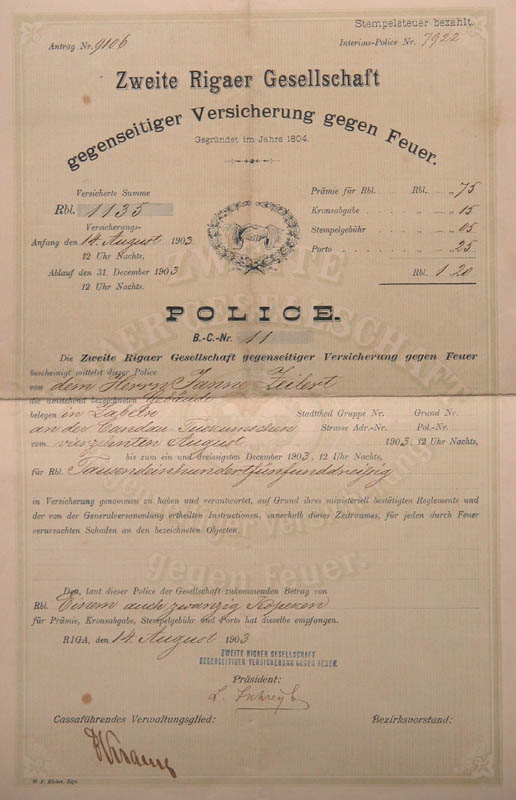 Stempelsteuer bezahlt.
Antrag Nr. 9106
Interims-Police Nr. 7922
Zweite Rigaer Gesellschaft
gegenseitiger Versicherung gegen Feuer.
Gegründet im Jahre 1804.
Versicherte Summe
Rbl. 1135
Versicherungs-
Anfang den 14. August 1903
12 Uhr Nachts,
Ablauf den 31. December 1903
12 Uhr Nachts.
Prämie für Rbl. Rbl. „ 75
Kronsabgabe . . . . „ „ 15
Stempelgebühr . . . „ „ 05
Porto . . . . . . „ „ 25
Rbl. 1 20
POLICE.
B.-C.-Nr. 11
Die Zweite Rigaer Gesellschaft gegenseitiger Versicherung gegen Feuer
bescheinigt mittelst dieser Police
von dem Herrn Janne Zeilert
die umstehend bezeichneten Gebäude
belegen in Zabeln Stadttheil Gruppe Nr. Grund Nr.
an der Candau-Tuckumschen Strasse Adr.-Nr. Pol.-Nr.
vom vierzehnten August 1903, 12 Uhr Nachts,
bis zum ein und dreissigsten December 1903, 12 Uhr Nachts,
für Rbl. Tausendeinhundertfünfunddreißig
in Versicherung genommen zu haben und verantwortet, auf Grund ihres ministeriell bestätigten Reglements und
der von der Generalversammlung ertheilten Instructionen, innerhalb dieses Zeitraumes, für jeden durch Feuer
verursachten Schaden an den bezeichneten Objecten.
Den, laut dieser Police der Gesellschaft zukommenden Betrag von
Rbl. Einem auch zwanzig Kopeken
für Prämie, Kronsabgabe, Stempelgebühr und Porto hat dieselbe empfangen.
RIGA, den 14. August 1903
ZWEITE RIGAER GESELLSCHAFT
GEGENSEITIGER VERSICHERUNG GEGEN FEUER.
Präsident:
Cassaführendes Verwaltungsglied:
Bezirksvorstand: